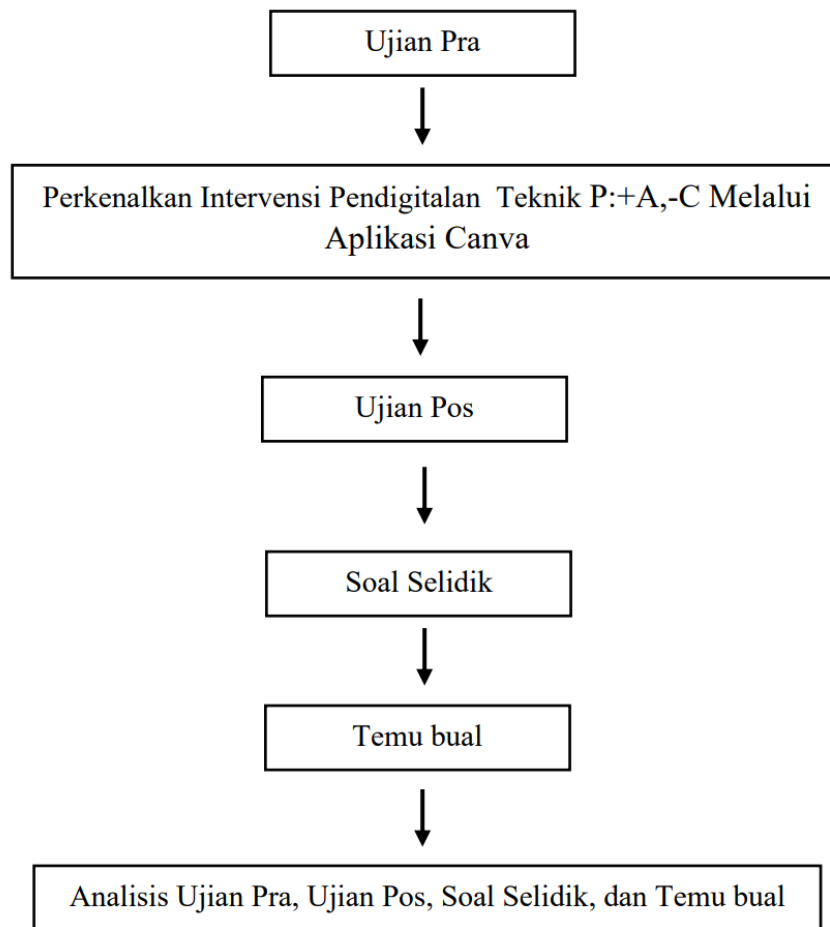 Ujian Pra
Perkenalkan Intervensi Pendigitalan Teknik P:+A,-C Melalui
Aplikasi Canva
Ujian Pos
Soal Selidik
Temu bual
Analisis Ujian Pra, Ujian Pos, Soal Selidik, dan Temu bual